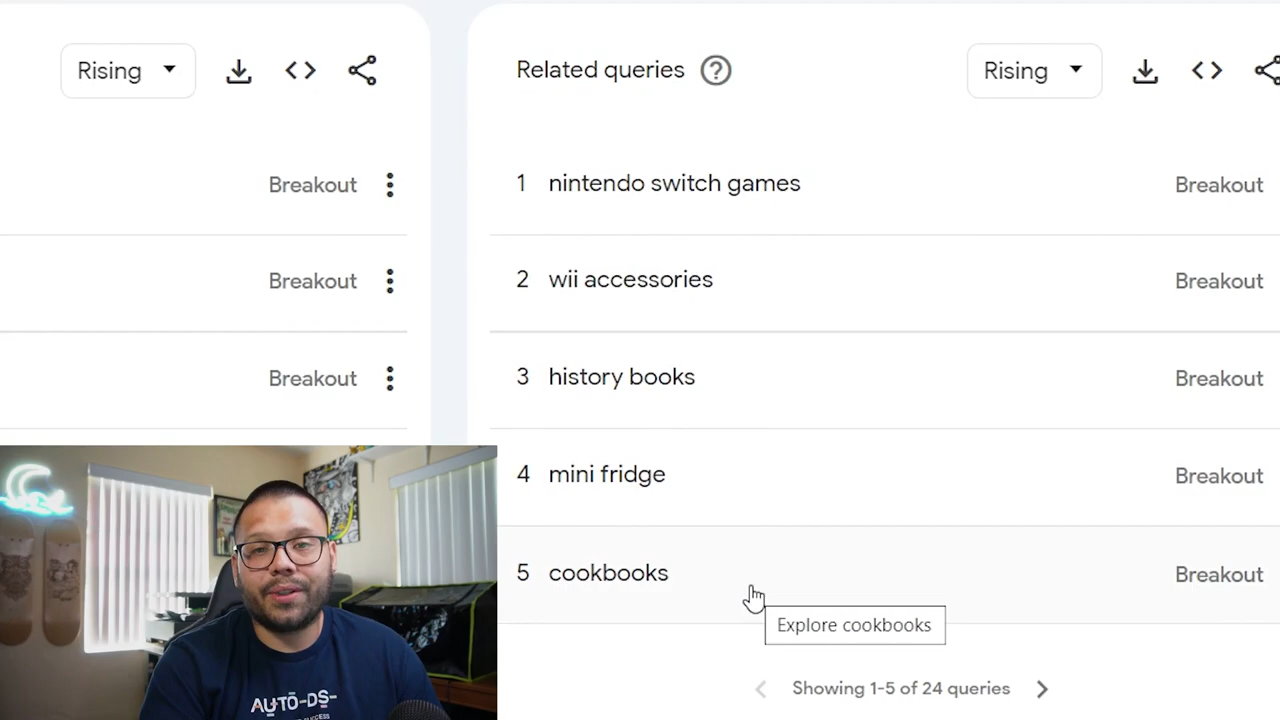 Rising
Breakout
Breakout
Breakout
Related queries
Rising
1 nintendo switch games Breakout
2 wii accessories Breakout
3 history books Breakout
4 mini fridge Breakout
5 cookbooks Breakout
Explore cookbooks
Showing 1-5 of 24 queries
AUTO-DS-
SUCCESS